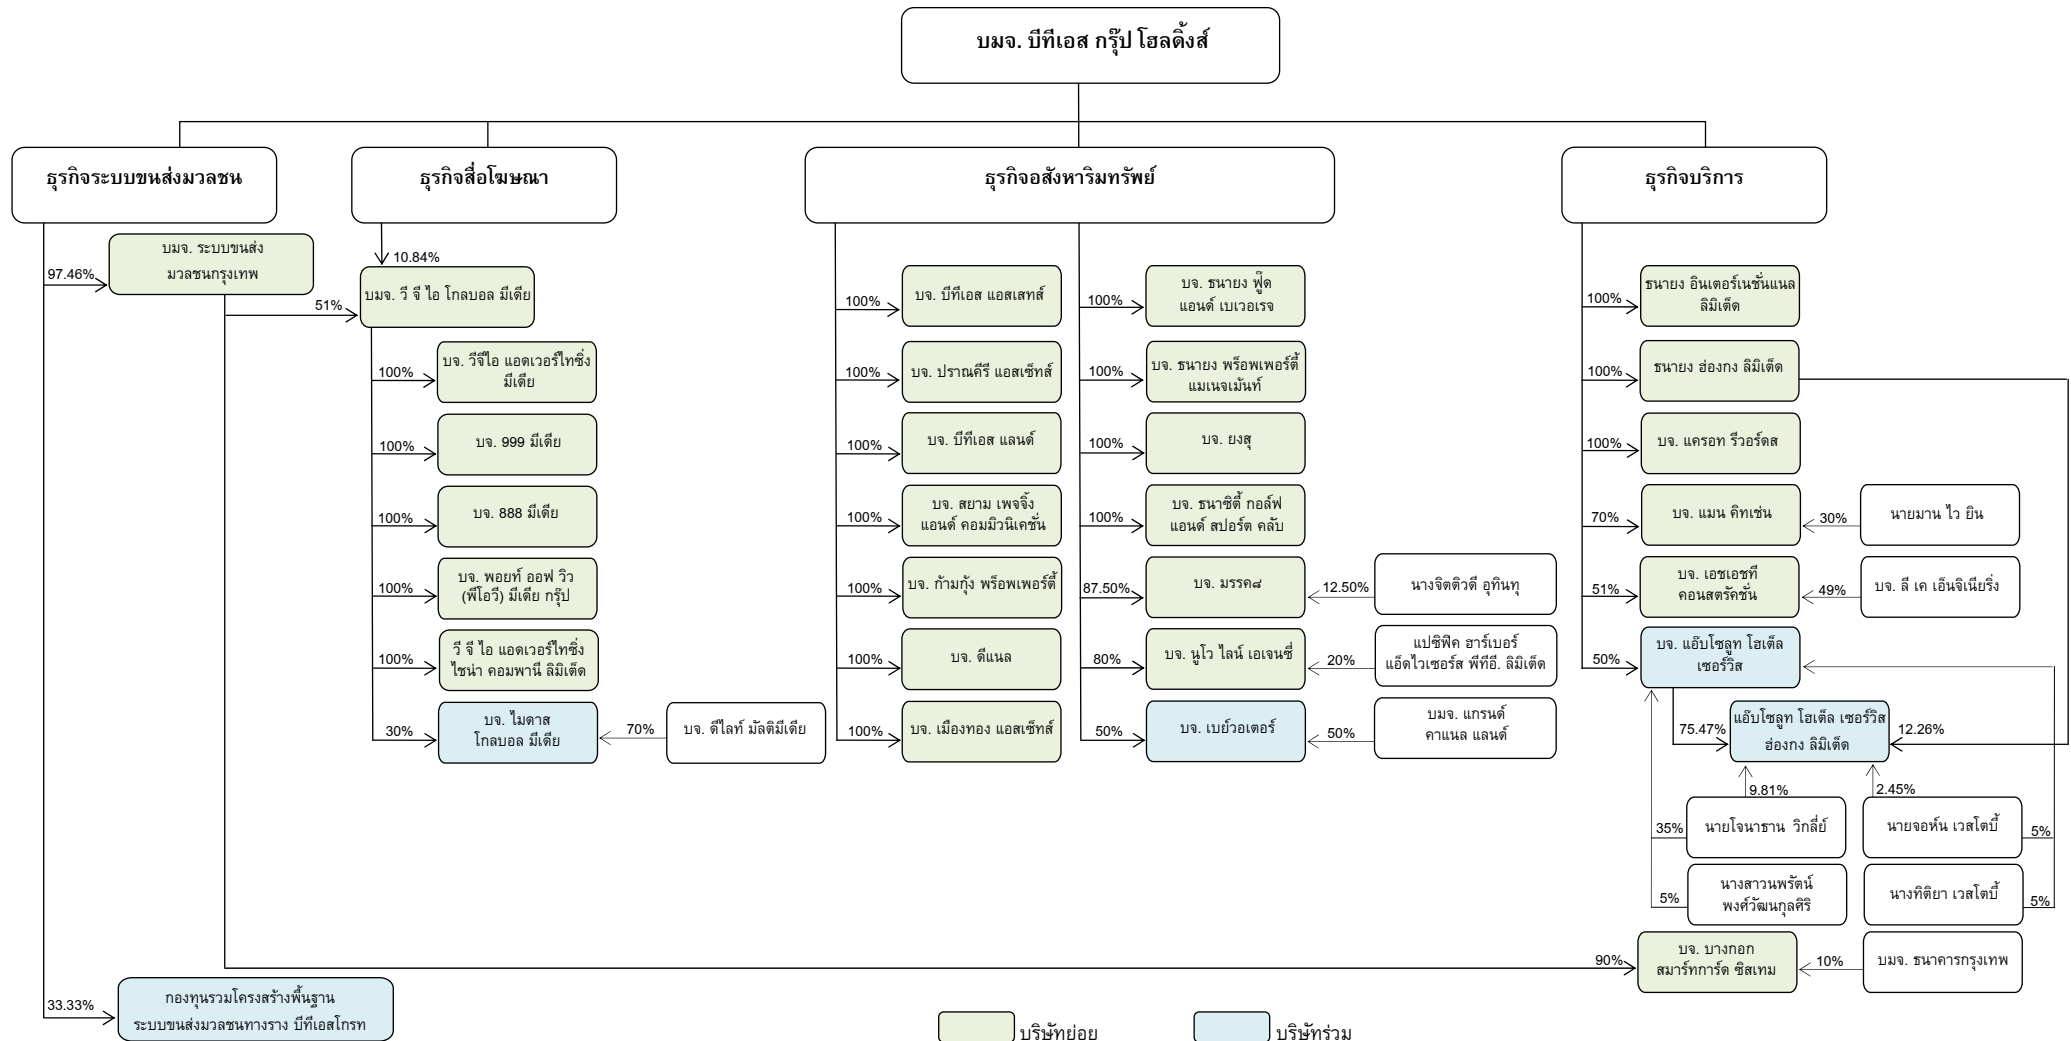 บมจ. บีทีเอส กรุ๊ป โฮลดิ้งส์
ธุรกิจระบบขนส่งมวลชน
ธุรกิจสื่อโฆษณา
ธุรกิจอสังหาริมทรัพย์
ธุรกิจบริการ
97.46%
บมจ. ระบบขนส่ง
มวลชนกรุงเทพ
33.33%
กองทุนรวมโครงสร้างพื้นฐาน
ระบบขนส่งมวลชนทางราง บีทีเอสโกรท
10.84%
51%
บมจ. วี จี ไอ โกลบอล มีเดีย
100%
บจ. วีจีไอ แอดเวอร์ไทซิ่ง
มีเดีย
100%
บจ. 999 มีเดีย
100%
บจ. 888 มีเดีย
100%
บจ. พอยท์ ออฟ วิว
(พีโอวี) มีเดีย กรุ๊ป
100%
วี จี ไอ แอดเวอร์ไทซิ่ง
ไชน่า คอมพานี ลิมิเต็ด
30%
บจ. ไมดาส
โกลบอล มีเดีย
70%
บจ. ดีไลท์ มัลติมีเดีย
100%
บจ. บีทีเอส แอสเสทส์
100%
บจ. ปราณคีรี แอสเซ็ทส์
100%
บจ. บีทีเอส แลนด์
100%
บจ. สยาม เพจจิ้ง
แอนด์ คอมมิวนิเคชั่น
100%
บจ. ก้ามกุ้ง พร็อพเพอร์ตี้
100%
บจ. ดีแนล
100%
บจ. เมืองทอง แอสเซ็ทส์
100%
บจ. ธนายง ฟู้ด
แอนด์ เบเวอเรจ
100%
บจ. ธนายง พร็อพเพอร์ตี้
แมเนจเม้นท์
100%
บจ. ยงสุ
100%
บจ. ธนาซิตี้ กอล์ฟ
แอนด์ สปอร์ต คลับ
87.50%
บจ. มรรค๘
12.50%
นางจิตติวดี อุทินทุ
80%
บจ. นูโว ไลน์ เอเจนซี่
20%
แปซิฟิค ฮาร์เบอร์
แอ็ดไวเซอร์ส พีทีอี. ลิมิเต็ด
50%
บจ. เบย์วอเตอร์
50%
บมจ. แกรนด์
คาแนล แลนด์
100%
ธนายง อินเตอร์เนชั่นแนล
ลิมิเต็ด
100%
ธนายง ฮ่องกง ลิมิเต็ด
100%
บจ. แครอท รีวอร์ดส
70%
บจ. แมน คิทเช่น
30%
นายมาน ไว ยิน
51%
บจ. เอชเอชที
คอนสตรัคชั่น
49%
บจ. ลี เค เอ็นจิเนียริ่ง
50%
บจ. แอ๊บโซลูท โฮเต็ล
เซอร์วิส
75.47%
แอ๊บโซลูท โฮเต็ล เซอร์วิส
ฮ่องกง ลิมิเต็ด
12.26%
9.81%
2.45%
35%
นายโจนาธาน วิกลี่ย์
นายจอห์น เวสโตบี้
5%
5%
นางสาวนพรัตน์
พงศ์วัฒนกุลศิริ
นางทิติยา เวสโตบี้
5%
90%
บจ. บางกอก
สมาร์ทการ์ด ซิสเทม
10%
บมจ. ธนาคารกรุงเทพ
บริษัทย่อย
บริษัทร่วม